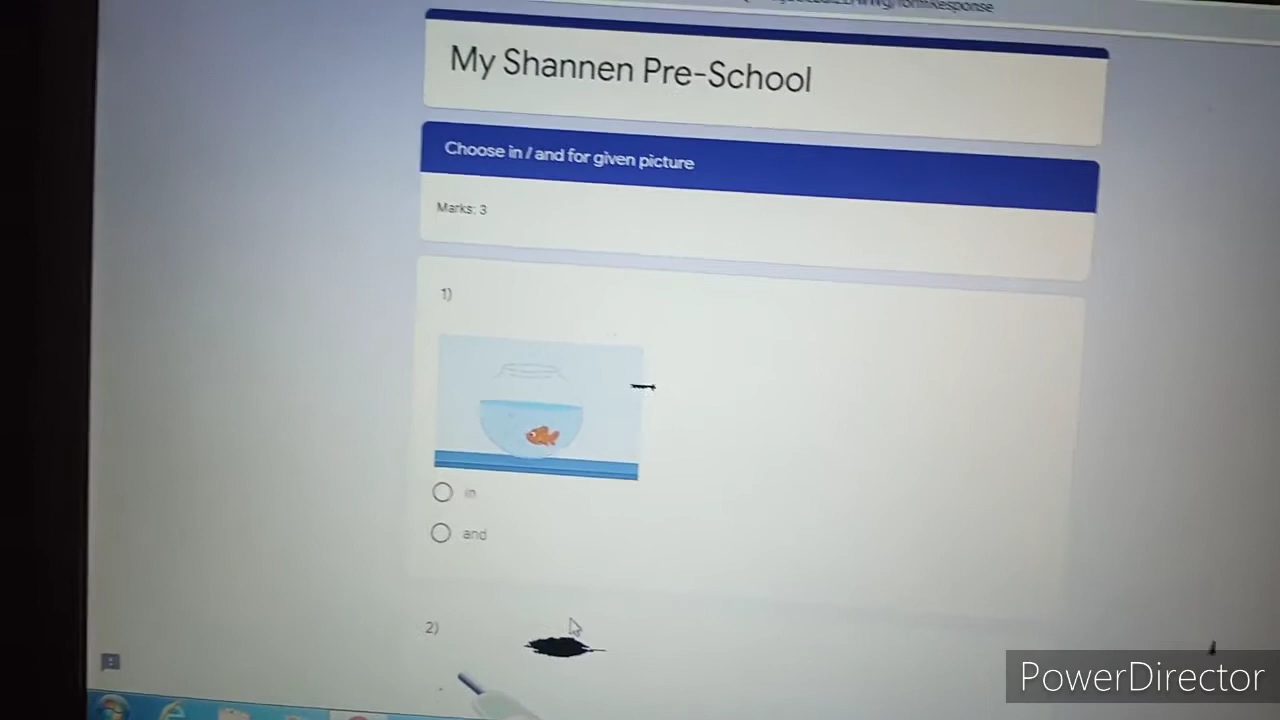 My Shannen Pre-School
Choose in / and for given picture
Marks: 3
1)
in
and
2)
PowerDirector